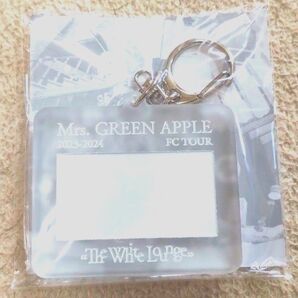 Mrs. GREEN APPLE
2023-2024 FC TOUR
"The White Lounge"